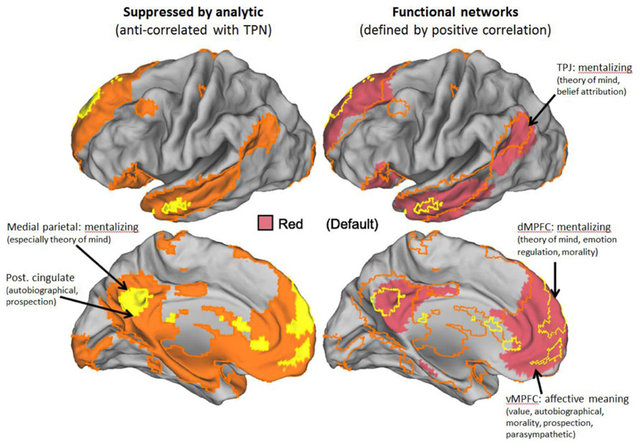 Suppressed by analytic
(anti-correlated with TPN)
Functional networks
(defined by positive correlation)
TPJ: mentalizing
(theory of mind,
belief attribution)
Red (Default)
Medial parietal: mentalizing
(especially theory of mind)
Post. cingulate
(autobiographical,
prospection)
dMPFC: mentalizing
(theory of mind, emotion
regulation, morality)
vMPFC: affective meaning
(value, autobiographical,
morality, prospection,
parasympathetic)